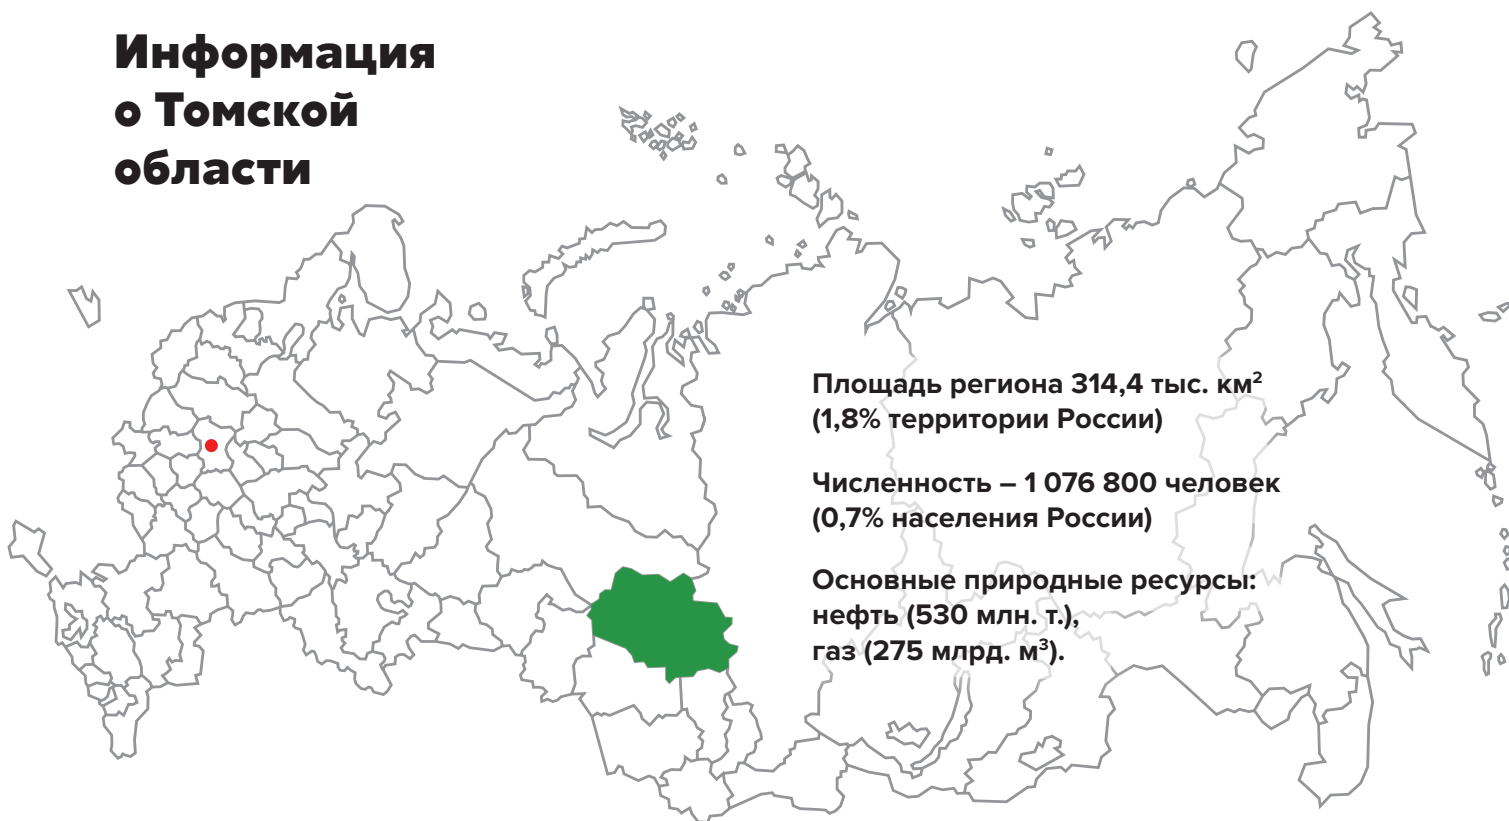 Информация
о Томской
области
Площадь региона 314,4 тыс. км²
(1,8% территории России)
Численность – 1 076 800 человек
(0,7% населения России)
Основные природные ресурсы:
нефть (530 млн. т.),
газ (275 млрд. м³).